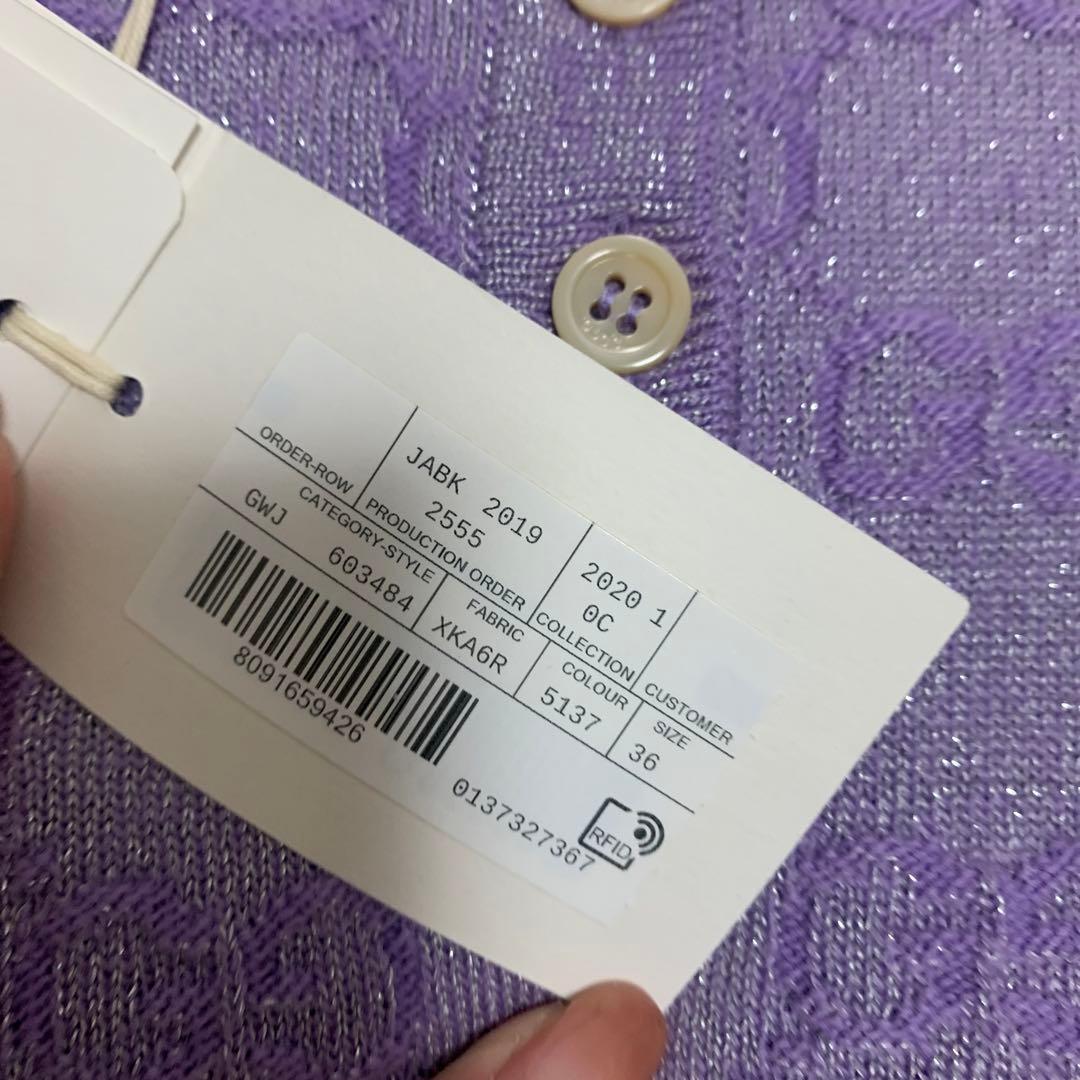 ORDER-ROW
JABK 2019
2555
PRODUCTION ORDER
2020 1
0C
COLLECTION
CUSTOMER
CATEGORY-STYLE
GWJ 603484
FABRIC
XKA6R
COLOUR
5137
SIZE
36
8091659426
0137327367
RFID